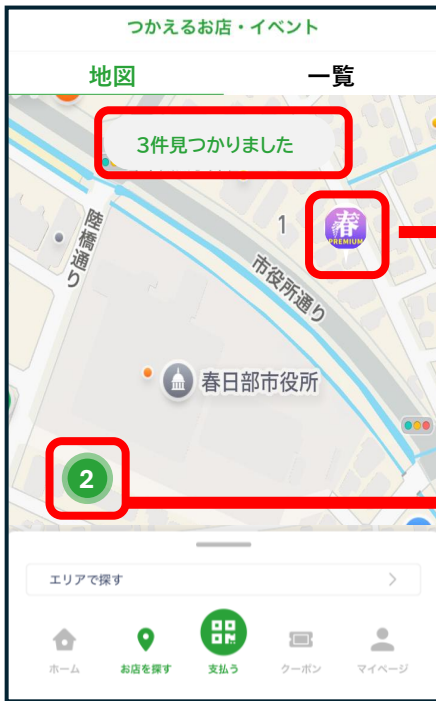 つかえるお店・イベント
地図
一覧
3件見つかりました
陸橋通り
1
春
PREMIUM
市役所通り
春日部市役所
2
エリアで探す
ホーム
お店を探す
支払う
クーポン
マイページ